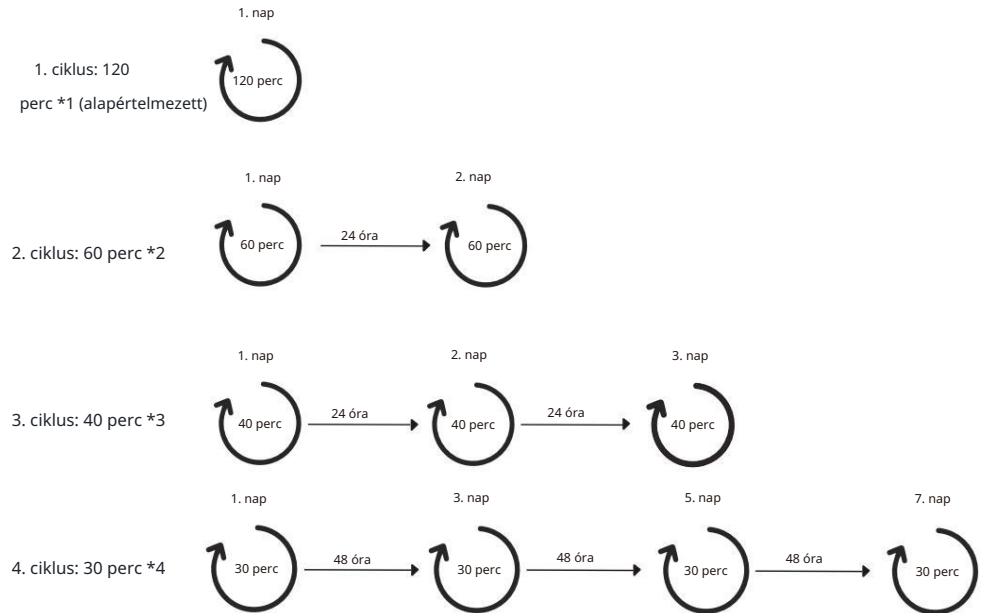 1. nap
1. ciklus: 120
perc *1 (alapértelmezett)
120 perc
1. nap
2. nap
2. ciklus: 60 perc *2
60 perc
24 óra
60 perc
1. nap
2. nap
3. nap
3. ciklus: 40 perc *3
40 perc
24 óra
40 perc
24 óra
40 perc
1. nap
3. nap
5. nap
7. nap
4. ciklus: 30 perc *4
30 perc
48 óra
30 perc
48 óra
30 perc
48 óra
30 perc